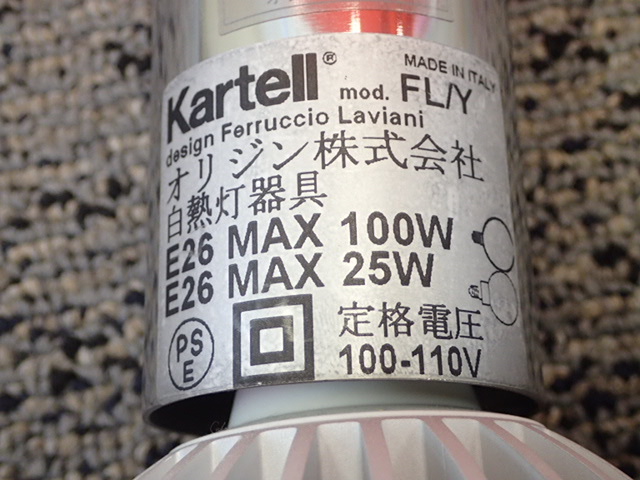 Kartell® mod. FL/Y MADE IN ITALY
design Ferruccio Laviani
オリジン株式会社
白熱灯器具
E26 MAX 100W
E26 MAX 25W
PS E
定格電圧
100-110V